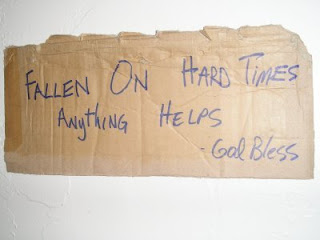 Fallen On Hard Times
Anything Helps
- God Bless